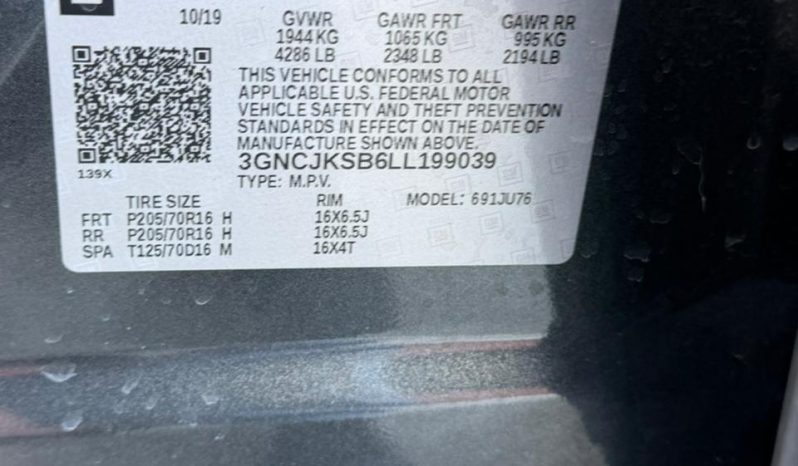 10/19 GVWR GAWR FRT GAWR RR
1944 KG 1065 KG 995 KG
4286 LB 2348 LB 2194 LB
THIS VEHICLE CONFORMS TO ALL
APPLICABLE U.S. FEDERAL MOTOR
VEHICLE SAFETY AND THEFT PREVENTION
STANDARDS IN EFFECT ON THE DATE OF
MANUFACTURE SHOWN ABOVE.
3GNCJKSB6LL199039
139X
TYPE: M.P.V.
TIRE SIZE RIM MODEL: 691JU76
FRT P205/70R16 H 16X6.5J
RR P205/70R16 H 16X6.5J
SPA T125/70D16 M 16X4T